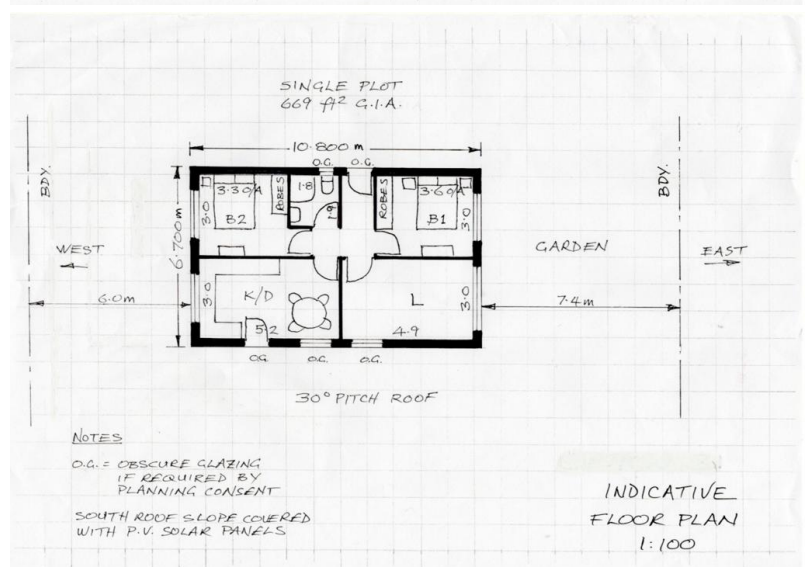 SINGLE PLOT
669 ft² G.I.A.
10·800 m
O.G.
O.G.
BDY.
BDY.
3·30/A
ROBES
1·8
ROBES
3·60/A
3·0
B2
1·9
B1
3·0
6·700m
WEST
GARDEN
EAST
6·0m
3·0
K/D
L
3·0
7·4m
5·2
4·9
O.G.
O.G.
O.G.
30° PITCH ROOF
NOTES
O.G. = OBSCURE GLAZING
IF REQUIRED BY
PLANNING CONSENT
SOUTH ROOF SLOPE COVERED
WITH P.V. SOLAR PANELS
INDICATIVE
FLOOR PLAN
1:100